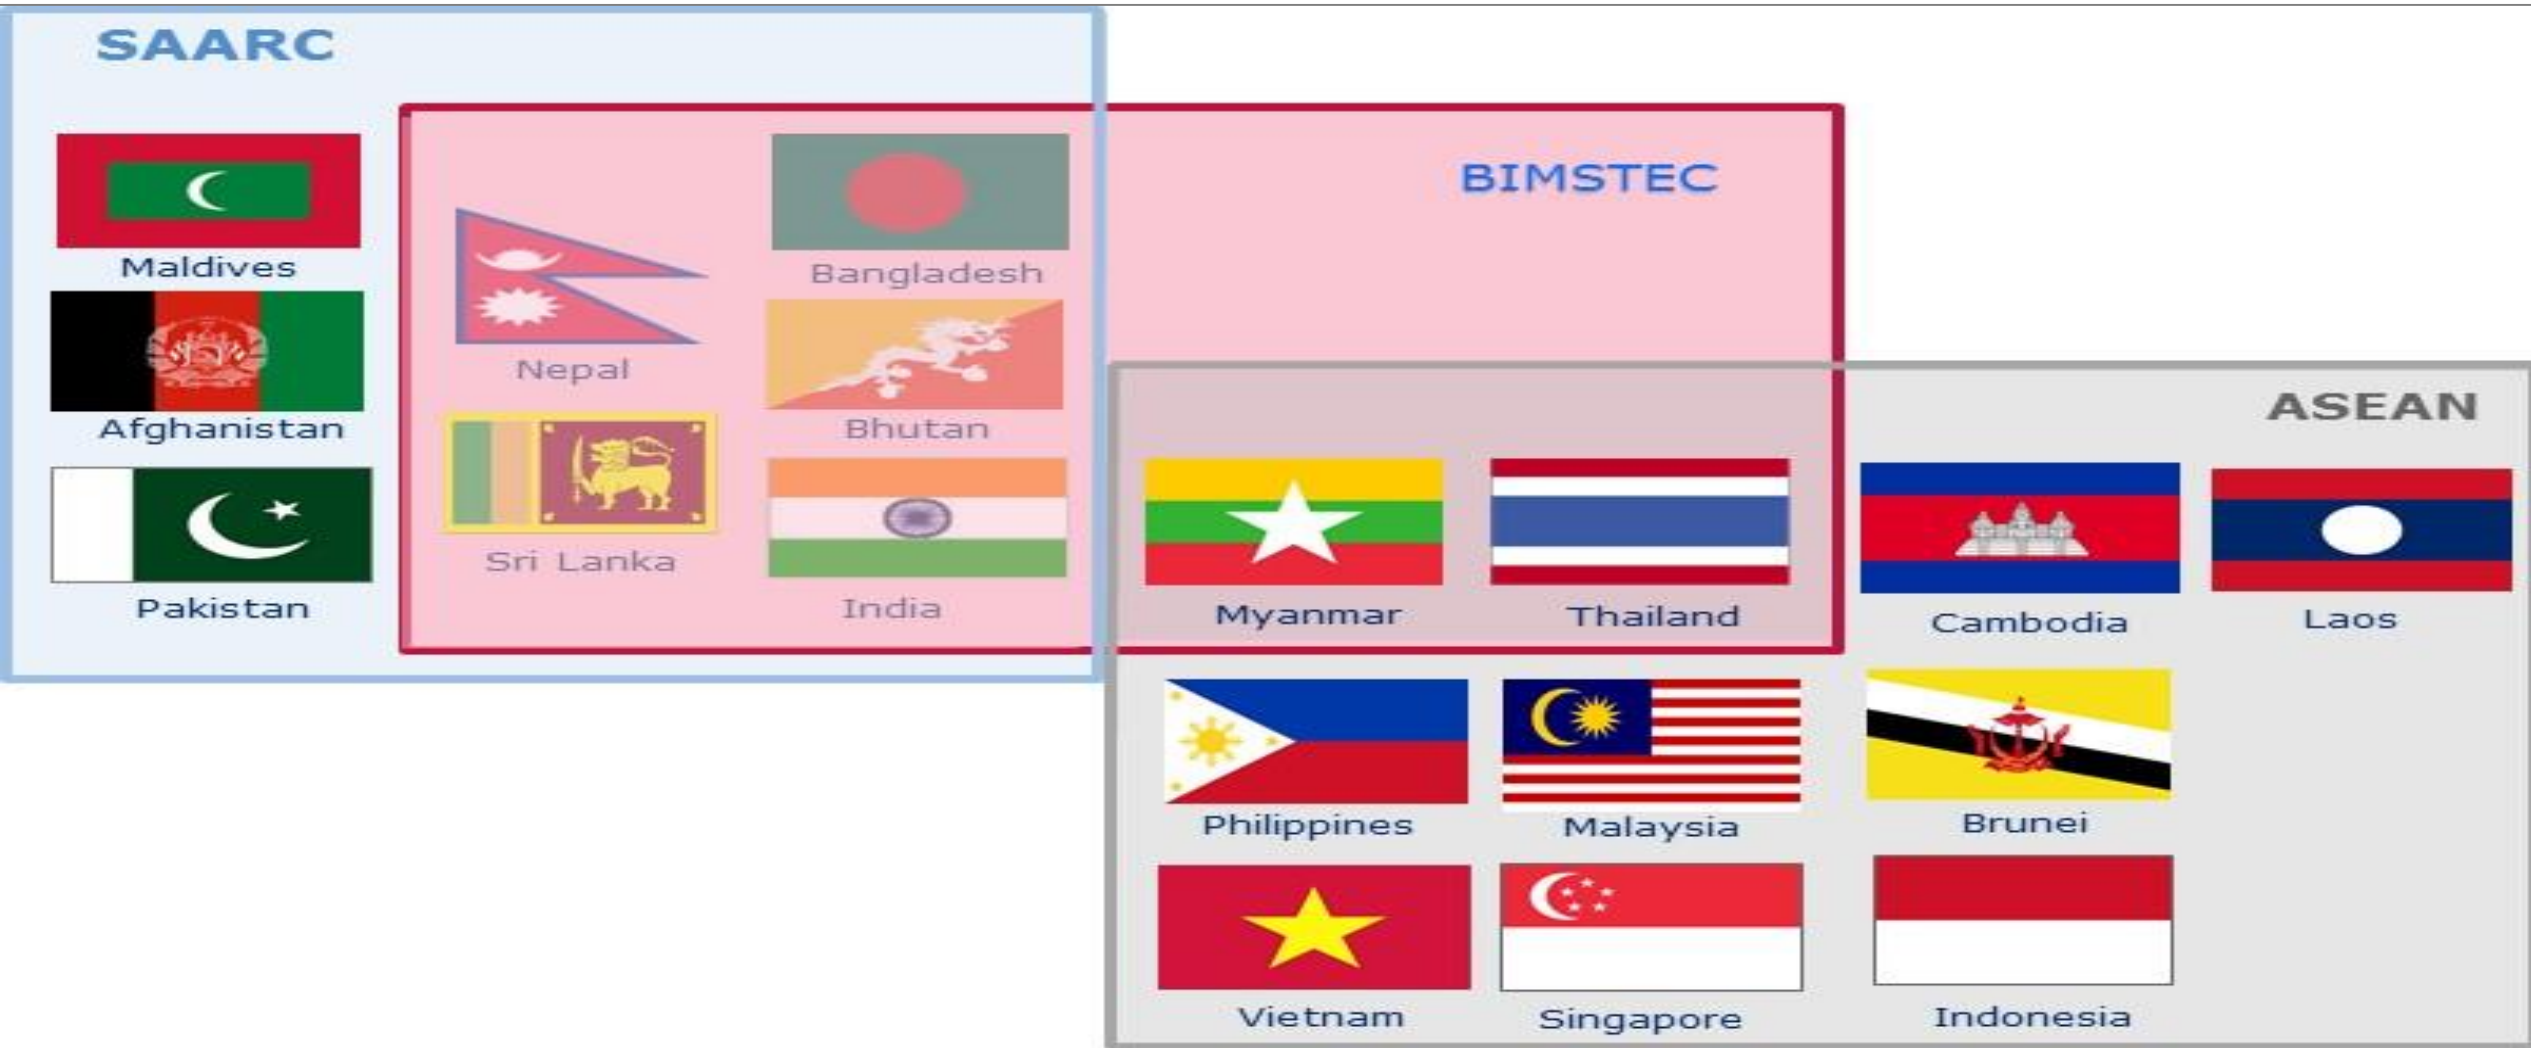 SAARC
BIMSTEC
Maldives
Bangladesh
Nepal
ASEAN
Afghanistan
Bhutan
Sri Lanka
Pakistan
India
Myanmar
Thailand
Cambodia
Laos
Philippines
Malaysia
Brunei
Vietnam
Singapore
Indonesia